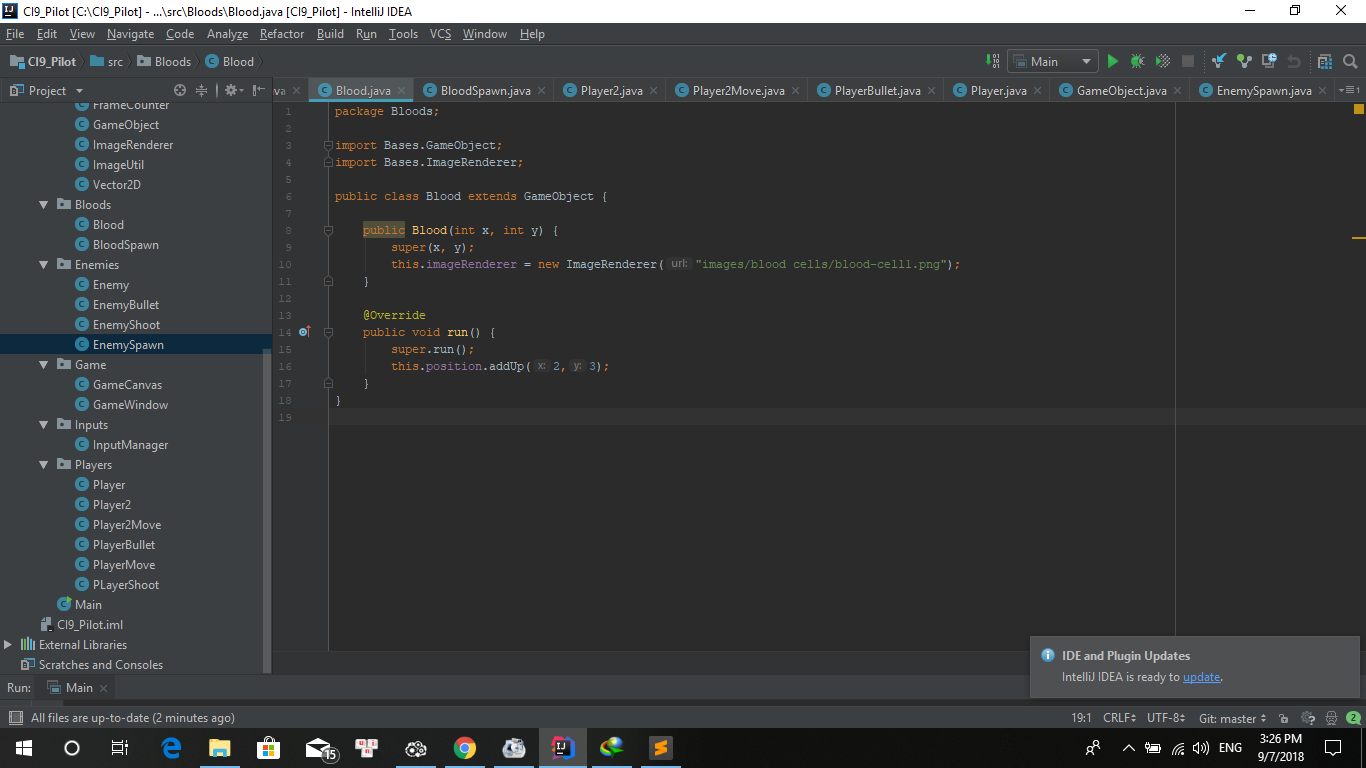 CI9_Pilot [C:\CI9_Pilot] - ...\src\Bloods\Blood.java [CI9_Pilot] - IntelliJ IDEA
File Edit View Navigate Code Analyze Refactor Build Run Tools VCS Window Help
CI9_Pilot src Bloods Blood Main
Project
ava Blood.java BloodSpawn.java Player2.java Player2Move.java PlayerBullet.java Player.java GameObject.java EnemySpawn.java 1
FrameCounter
GameObject
ImageRenderer
ImageUtil
Vector2D
Bloods
Blood
BloodSpawn
Enemies
Enemy
EnemyBullet
EnemyShoot
EnemySpawn
Game
GameCanvas
GameWindow
Inputs
InputManager
Players
Player
Player2
Player2Move
PlayerBullet
PlayerMove
PLayerShoot
Main
CI9_Pilot.iml
External Libraries
Scratches and Consoles
1 package Bloods;
2
3 import Bases.GameObject;
4 import Bases.ImageRenderer;
5
6 public class Blood extends GameObject {
7
8 public Blood(int x, int y) {
9 super(x, y);
10 this.imageRenderer = new ImageRenderer( url: "images/blood cells/blood-cell1.png");
11 }
12
13 @Override
14 public void run() {
15 super.run();
16 this.position.addUp( x: 2, y: 3);
17 }
18 }
19
IDE and Plugin Updates
IntelliJ IDEA is ready to update.
Run: Main
All files are up-to-date (2 minutes ago) 19:1 CRLF UTF-8 Git: master 2
15 ENG 3:26 PM
9/7/2018